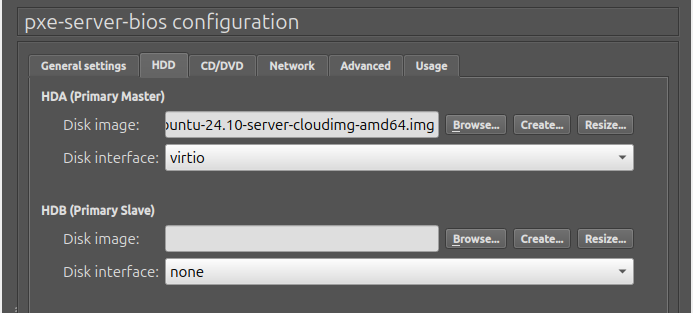 pxe-server-bios configuration
General settings HDD CD/DVD Network Advanced Usage
HDA (Primary Master)
Disk image: ountu-24.10-server-cloudimg-amd64.img Browse... Create... Resize...
Disk interface: virtio
HDB (Primary Slave)
Disk image: Browse... Create... Resize...
Disk interface: none